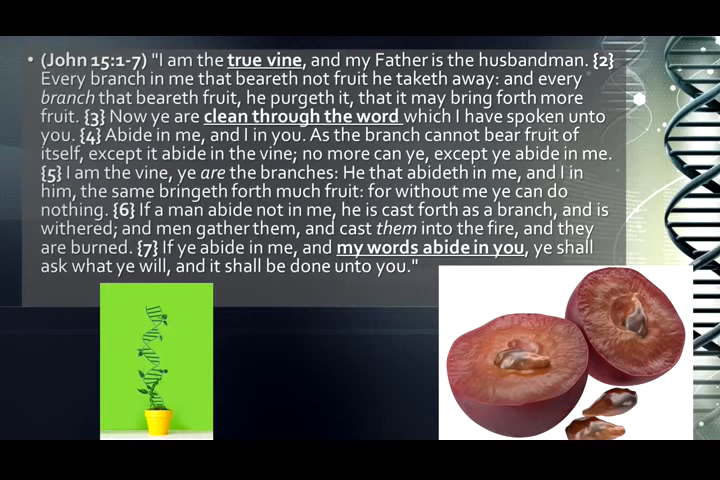 • (John 15:1-7) "I am the true vine, and my Father is the husbandman. {2}
Every branch in me that beareth not fruit he taketh away: and every
branch that beareth fruit, he purgeth it, that it may bring forth more
fruit. {3} Now ye are clean through the word which I have spoken unto
you. {4} Abide in me, and I in you. As the branch cannot bear fruit of
itself, except it abide in the vine; no more can ye, except ye abide in me.
{5} I am the vine, ye are the branches: He that abideth in me, and I in
him, the same bringeth forth much fruit: for without me ye can do
nothing. {6} If a man abide not in me, he is cast forth as a branch, and is
withered; and men gather them, and cast them into the fire, and they
are burned. {7} If ye abide in me, and my words abide in you, ye shall
ask what ye will, and it shall be done unto you."